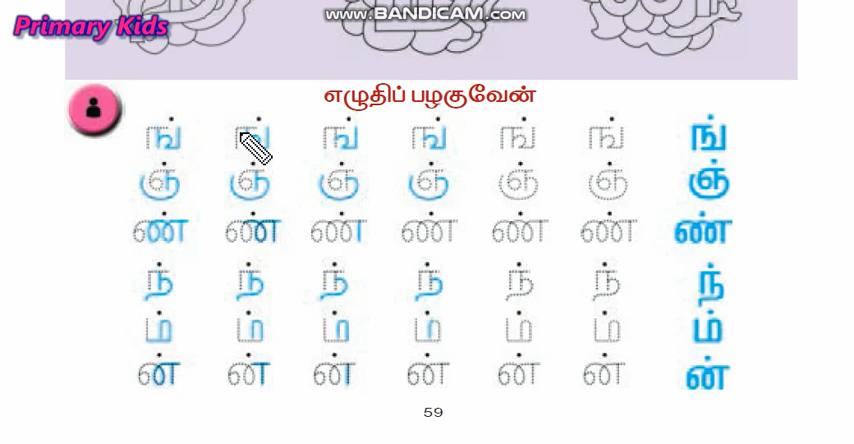 Primary Kids
www.BANDICAM.com
எழுதிப் பழகுவேன்
ங் ங் ங் ங் ங் ங் ங்
ஞ் ஞ் ஞ் ஞ் ஞ் ஞ் ஞ்
ண் ண் ண் ண் ண் ண் ண்
ந் ந் ந் ந் ந் ந் ந்
ம் ம் ம் ம் ம் ம் ம்
ன் ன் ன் ன் ன் ன் ன்
59